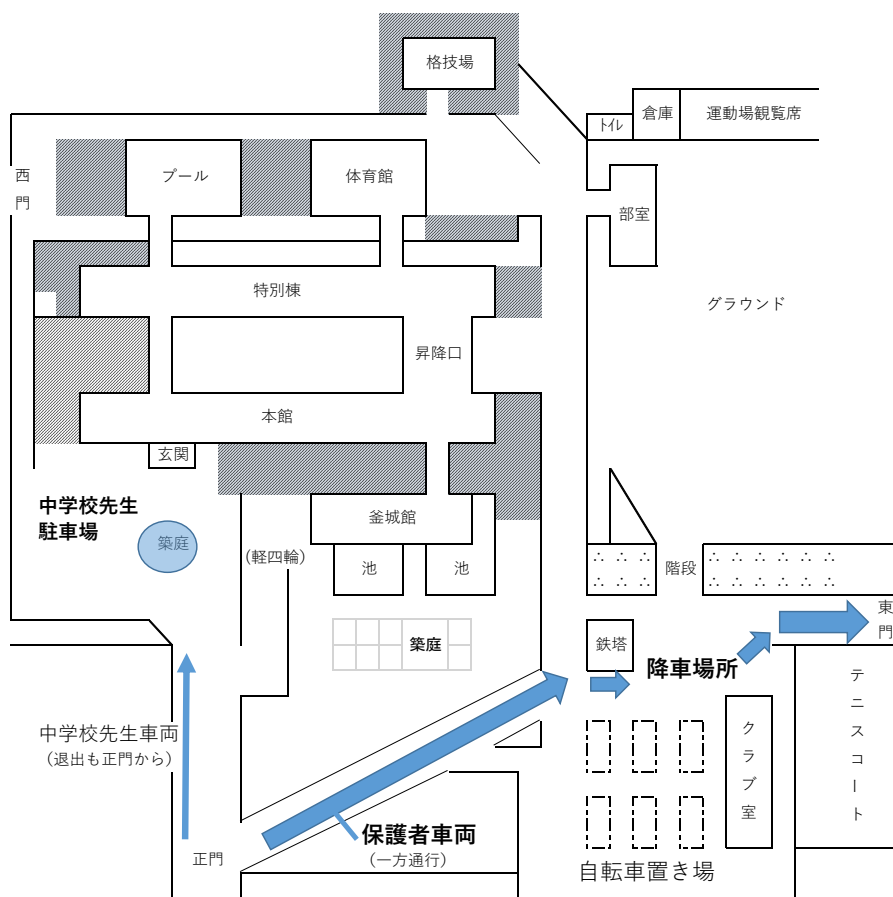 格技場
トイレ
倉庫
運動場観覧席
西門
プール
体育館
部室
特別棟
グラウンド
昇降口
本館
玄関
中学校先生
駐車場
築庭
釜城館
(軽四輪)
池
池
階段
東門
築庭
鉄塔
降車場所
テニスコート
中学校先生車両
(退出も正門から)
クラブ室
保護者車両
(一方通行)
正門
自転車置き場